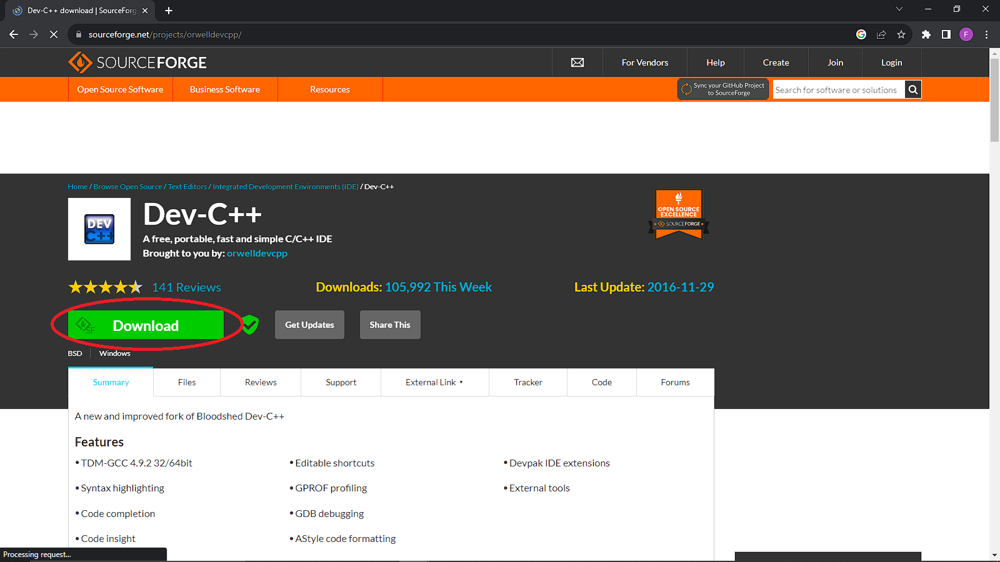 Dev-C++ download | SourceForg
sourceforge.net/projects/orwelldevcpp/
F
SOURCEFORGE
For Vendors
Help
Create
Join
Login
Open Source Software
Business Software
Resources
Sync your GitHub Project
to SourceForge
Search for software or solutions
Home / Browse Open Source / Text Editors / Integrated Development Environments (IDE) / Dev-C++
DEV
C++
Dev-C++
A free, portable, fast and simple C/C++ IDE
Brought to you by: orwelldevcpp
OPEN SOURCE
EXCELLENCE
SOURCEFORGE
141 Reviews
Downloads: 105,992 This Week
Last Update: 2016-11-29
SF
Download
Get Updates
Share This
BSD
Windows
Summary
Files
Reviews
Support
External Link
Tracker
Code
Forums
A new and improved fork of Bloodshed Dev-C++
Features
• TDM-GCC 4.9.2 32/64bit
• Editable shortcuts
• Devpak IDE extensions
• Syntax highlighting
• GPROF profiling
• External tools
• Code completion
• GDB debugging
• Code insight
• AStyle code formatting
Processing request...